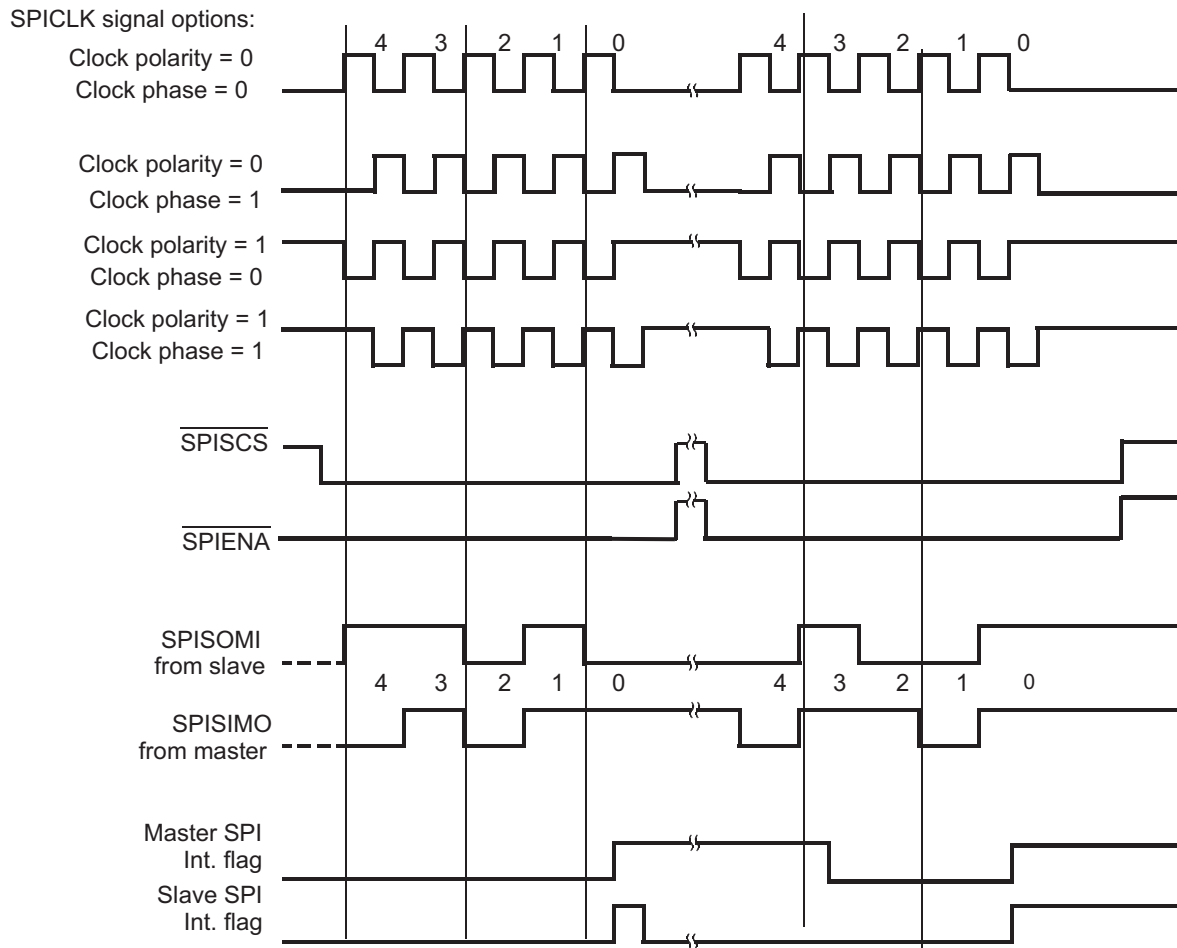 SPICLK signal options:
4 3 2 1 0 4 3 2 1 0
Clock polarity = 0
Clock phase = 0
Clock polarity = 0
Clock phase = 1
Clock polarity = 1
Clock phase = 0
Clock polarity = 1
Clock phase = 1
SPISCS
SPIENA
SPISOMI
from slave
4 3 2 1 0 4 3 2 1 0
SPISIMO
from master
Master SPI
Int. flag
Slave SPI
Int. flag